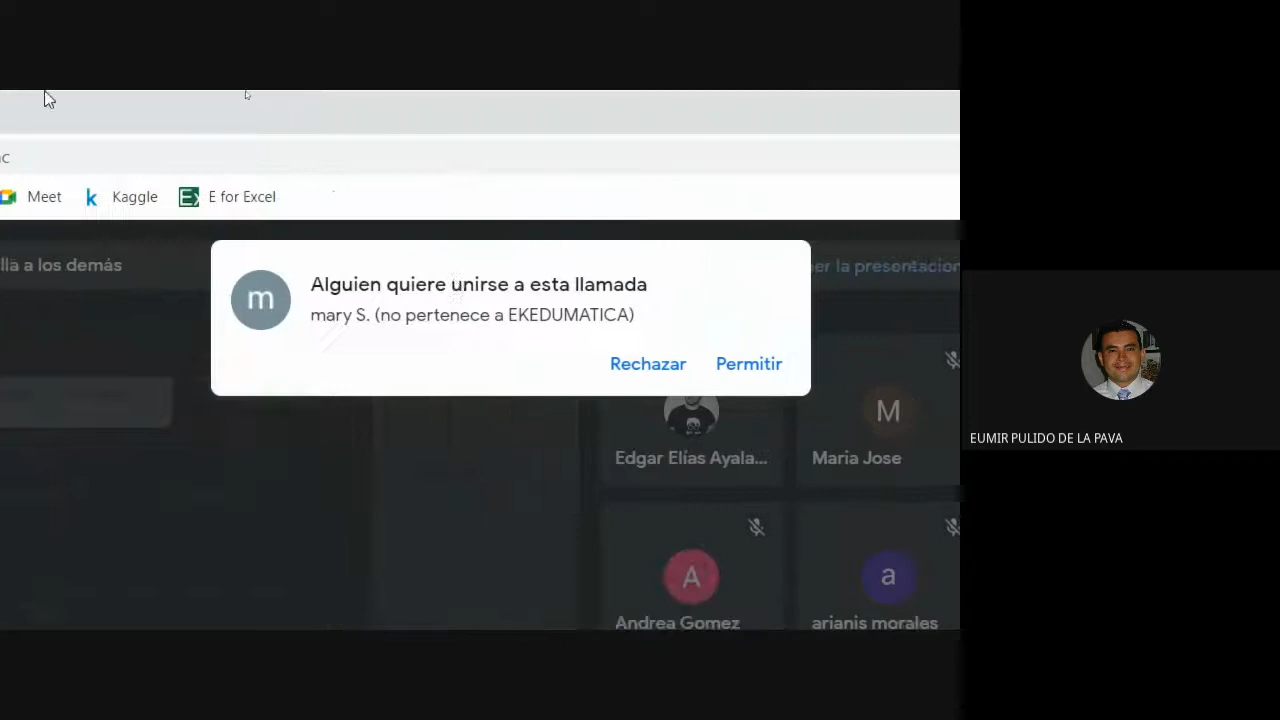 c
Meet Kaggle E for Excel
lla a los demás
er la presentación
Alguien quiere unirse a esta llamada
m
mary S. (no pertenece a EKEDUMATICA)
Rechazar Permitir
M
Edgar Elías Ayala... Maria Jose
EUMIR PULIDO DE LA PAVA
A a
Andrea Gomez arianis morales